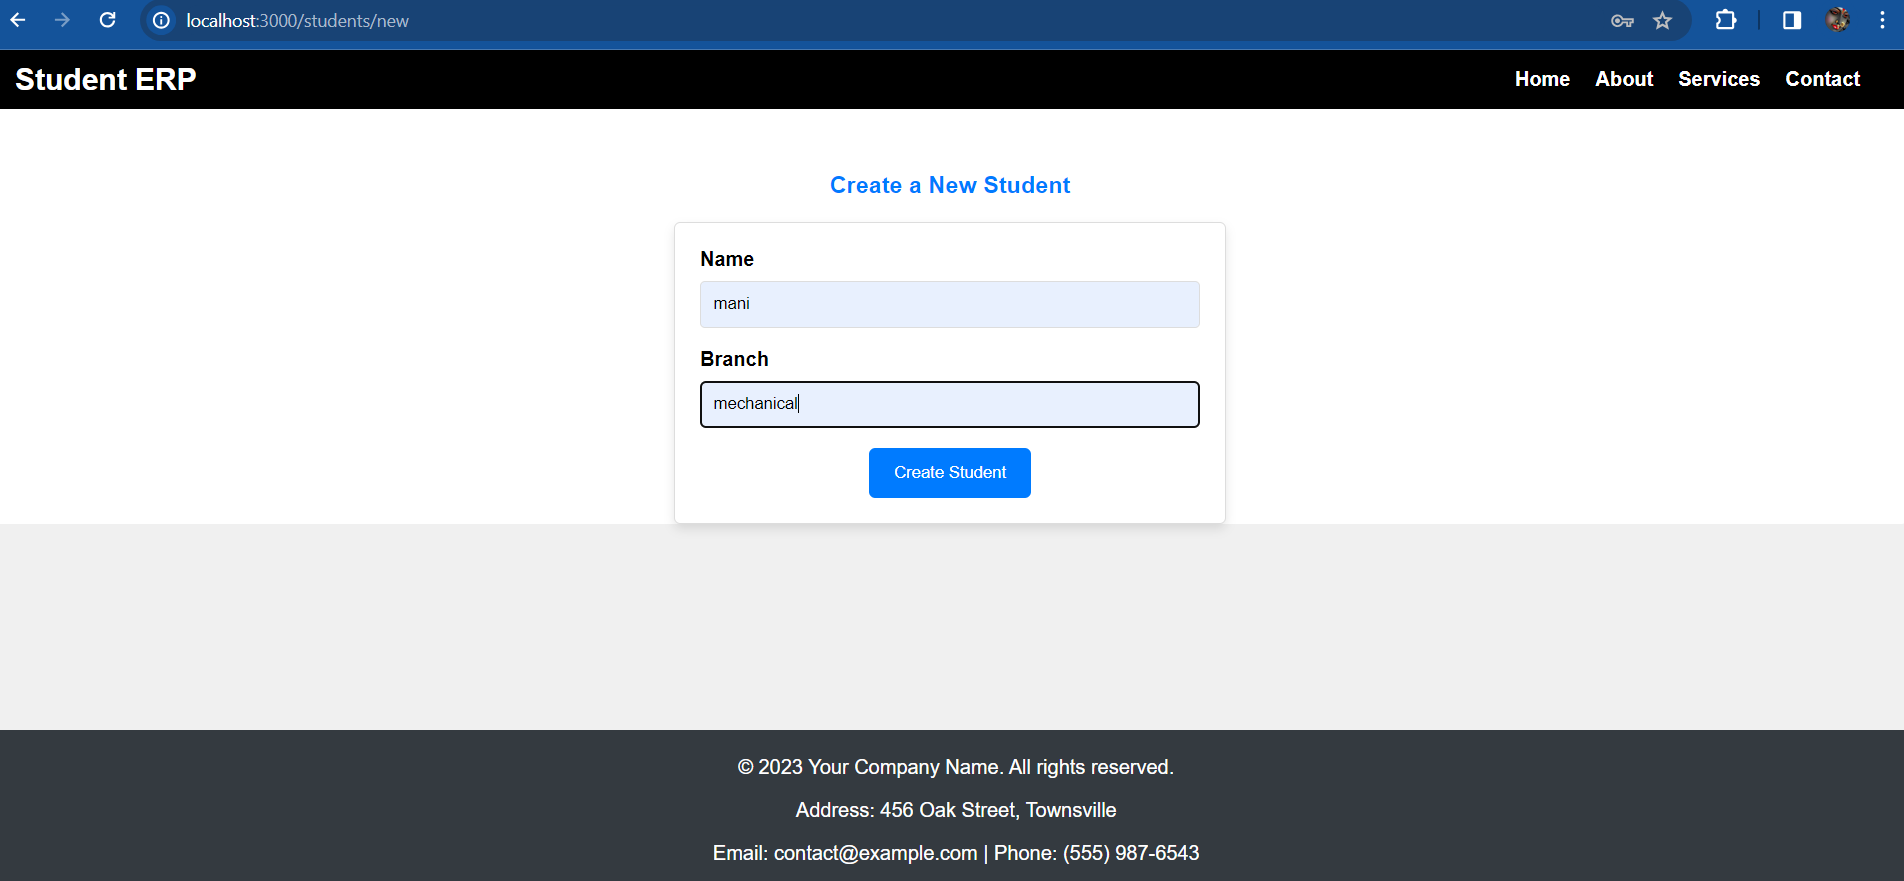 localhost:3000/students/new
Student ERP
Home About Services Contact
Create a New Student
Name
mani
Branch
mechanical
Create Student
© 2023 Your Company Name. All rights reserved.
Address: 456 Oak Street, Townsville
Email: contact@example.com | Phone: (555) 987-6543